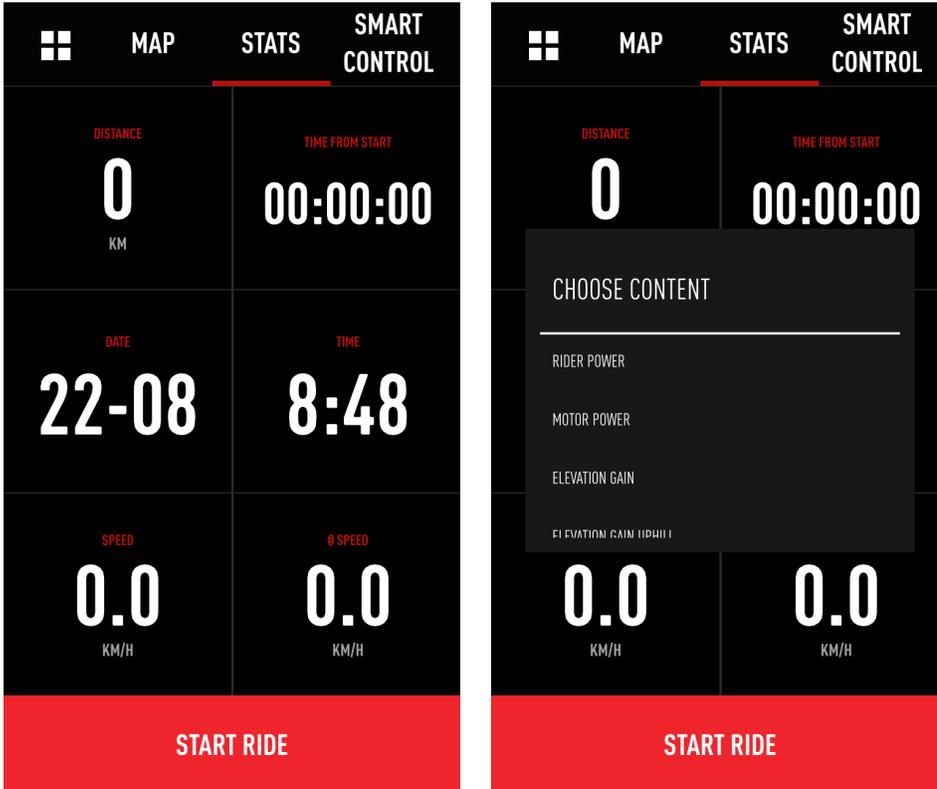 MAP
STATS
SMART
CONTROL
DISTANCE
0
KM
TIME FROM START
00:00:00
DATE
22-08
TIME
8:48
SPEED
0.0
KM/H
Ø SPEED
0.0
KM/H
START RIDE
MAP
STATS
SMART
CONTROL
DISTANCE
0
TIME FROM START
00:00:00
CHOOSE CONTENT
RIDER POWER
MOTOR POWER
ELEVATION GAIN
ELEVATION GAIN UPHILL
0.0
KM/H
0.0
KM/H
START RIDE